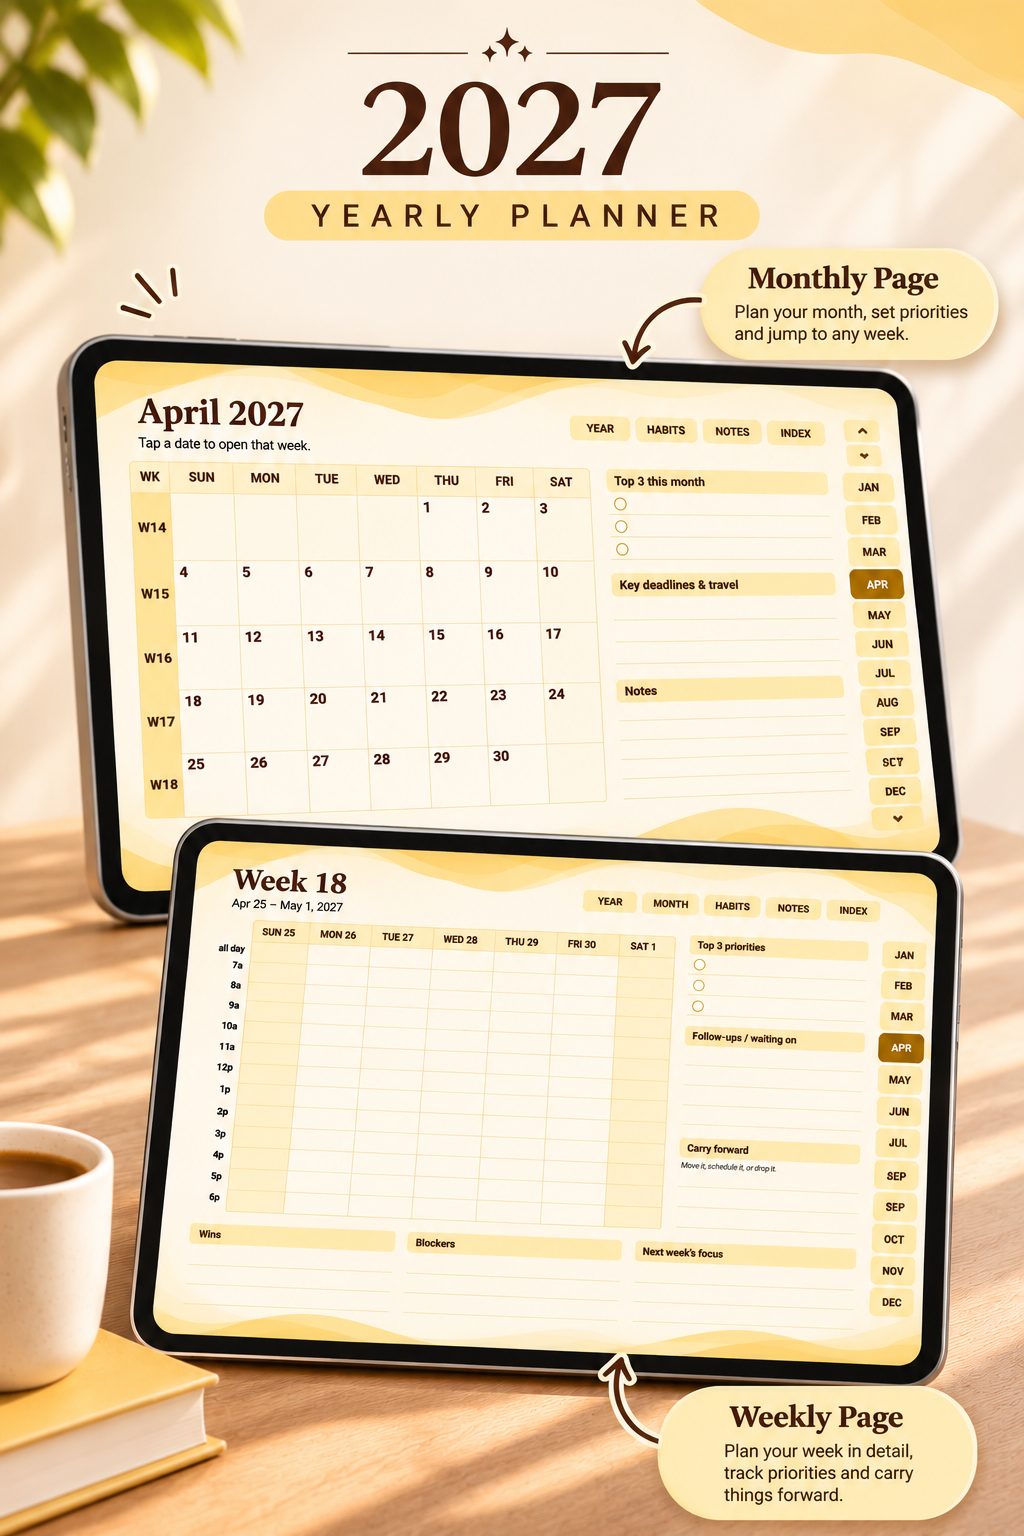 2027
YEARLY PLANNER
Monthly Page
Plan your month, set priorities
and jump to any week.
April 2027
Tap a date to open that week.
YEAR HABITS NOTES INDEX
WK SUN MON TUE WED THU FRI SAT
W14 1 2 3
W15 4 5 6 7 8 9 10
W16 11 12 13 14 15 16 17
W17 18 19 20 21 22 23 24
W18 25 26 27 28 29 30
Top 3 this month
Key deadlines & travel
Notes
JAN
FEB
MAR
APR
MAY
JUN
JUL
AUG
SEP
DEC
Week 18
Apr 25 – May 1, 2027
YEAR MONTH HABITS NOTES INDEX
SUN 25 MON 26 TUE 27 WED 28 THU 29 FRI 30 SAT 1
all day
7a
8a
9a
10a
11a
12p
1p
2p
3p
4p
5p
6p
Top 3 priorities
Follow-ups / waiting on
Carry forward
Move it, schedule it, or drop it.
Wins
Blockers
Next week's focus
JAN
FEB
MAR
APR
MAY
JUN
JUL
SEP
SEP
OCT
NOV
DEC
Weekly Page
Plan your week in detail,
track priorities and carry
things forward.